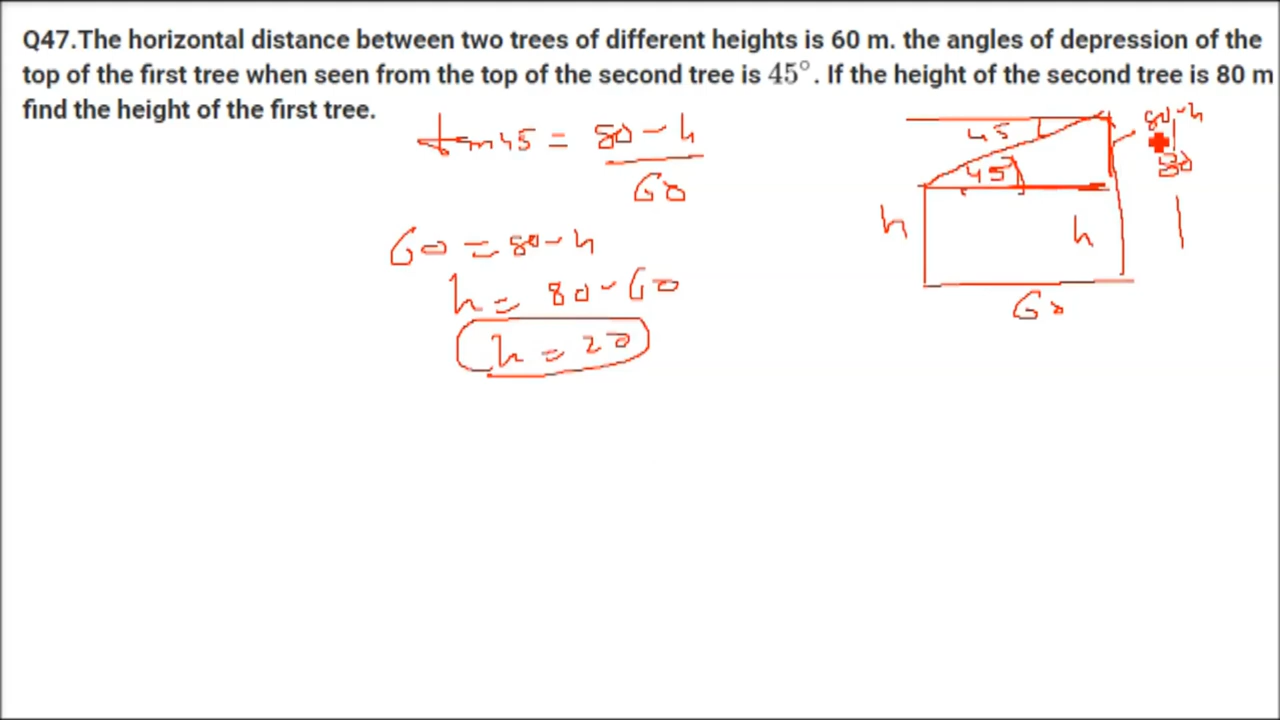 Q47.The horizontal distance between two trees of different heights is 60 m. the angles of depression of the
top of the first tree when seen from the top of the second tree is 45°. If the height of the second tree is 80 m
find the height of the first tree.
tan 45 = 80 - h
60
60 = 80 - h
h = 80 - 60
h = 20
80-h
45
80
45
h
h
60